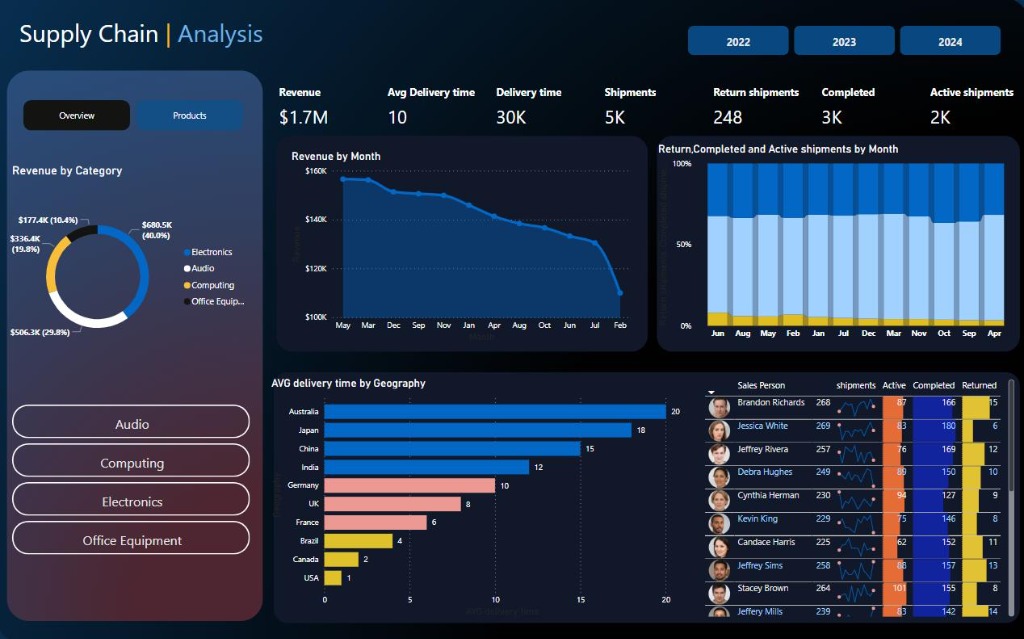 Supply Chain | Analysis
2022
2023
2024
Overview
Products
Revenue
Avg Delivery time
Delivery time
Shipments
Return shipments
Completed
Active shipments
$1.7M
10
30K
5K
248
3K
2K
Revenue by Category
$177.4K (10.4%)
$680.5K
(40.0%)
$336.4K
(19.8%)
$506.3K (29.8%)
Electronics
Audio
Computing
Office Equip...
Audio
Computing
Electronics
Office Equipment
Revenue by Month
$160K
$140K
$120K
$100K
May Mar Dec Sep Nov Jan Apr Aug Oct Jun Jul Feb
Return,Completed and Active shipments by Month
100%
50%
0%
Jun Aug May Feb Jan Jul Dec Mar Nov Oct Sep Apr
AVG delivery time by Geography
Australia 20
Japan 18
China 15
India 12
Germany 10
UK 8
France 6
Brazil 4
Canada 2
USA 1
0 5 10 15 20
Sales Person shipments Active Completed Returned
Brandon Richards 268 87 166 15
Jessica White 269 83 180 6
Jeffrey Rivera 257 76 169 12
Debra Hughes 249 89 150 10
Cynthia Herman 230 94 127 9
Kevin King 229 75 146 8
Candace Harris 225 62 152 11
Jeffrey Sims 258 88 157 13
Stacey Brown 264 101 155 8
Jeffery Mills 239 83 142 14